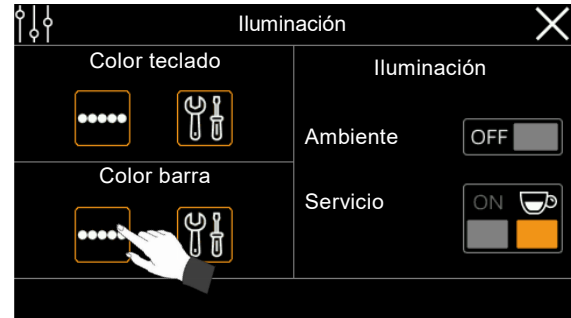 Iluminación
Color teclado
Iluminación
Ambiente
OFF
Color barra
Servicio
ON